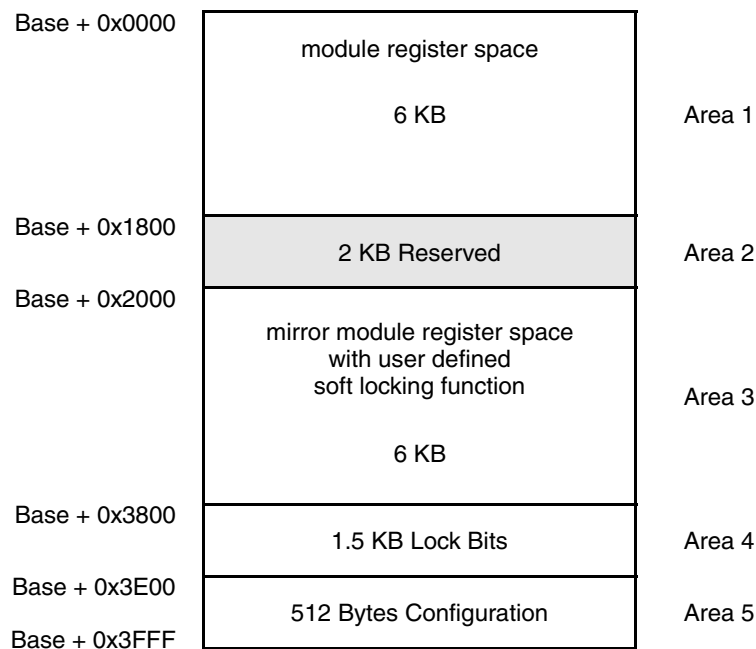 Base + 0x0000
module register space
6 KB
Area 1
Base + 0x1800
2 KB Reserved
Area 2
Base + 0x2000
mirror module register space
with user defined
soft locking function
Area 3
6 KB
Base + 0x3800
1.5 KB Lock Bits
Area 4
Base + 0x3E00
512 Bytes Configuration
Area 5
Base + 0x3FFF